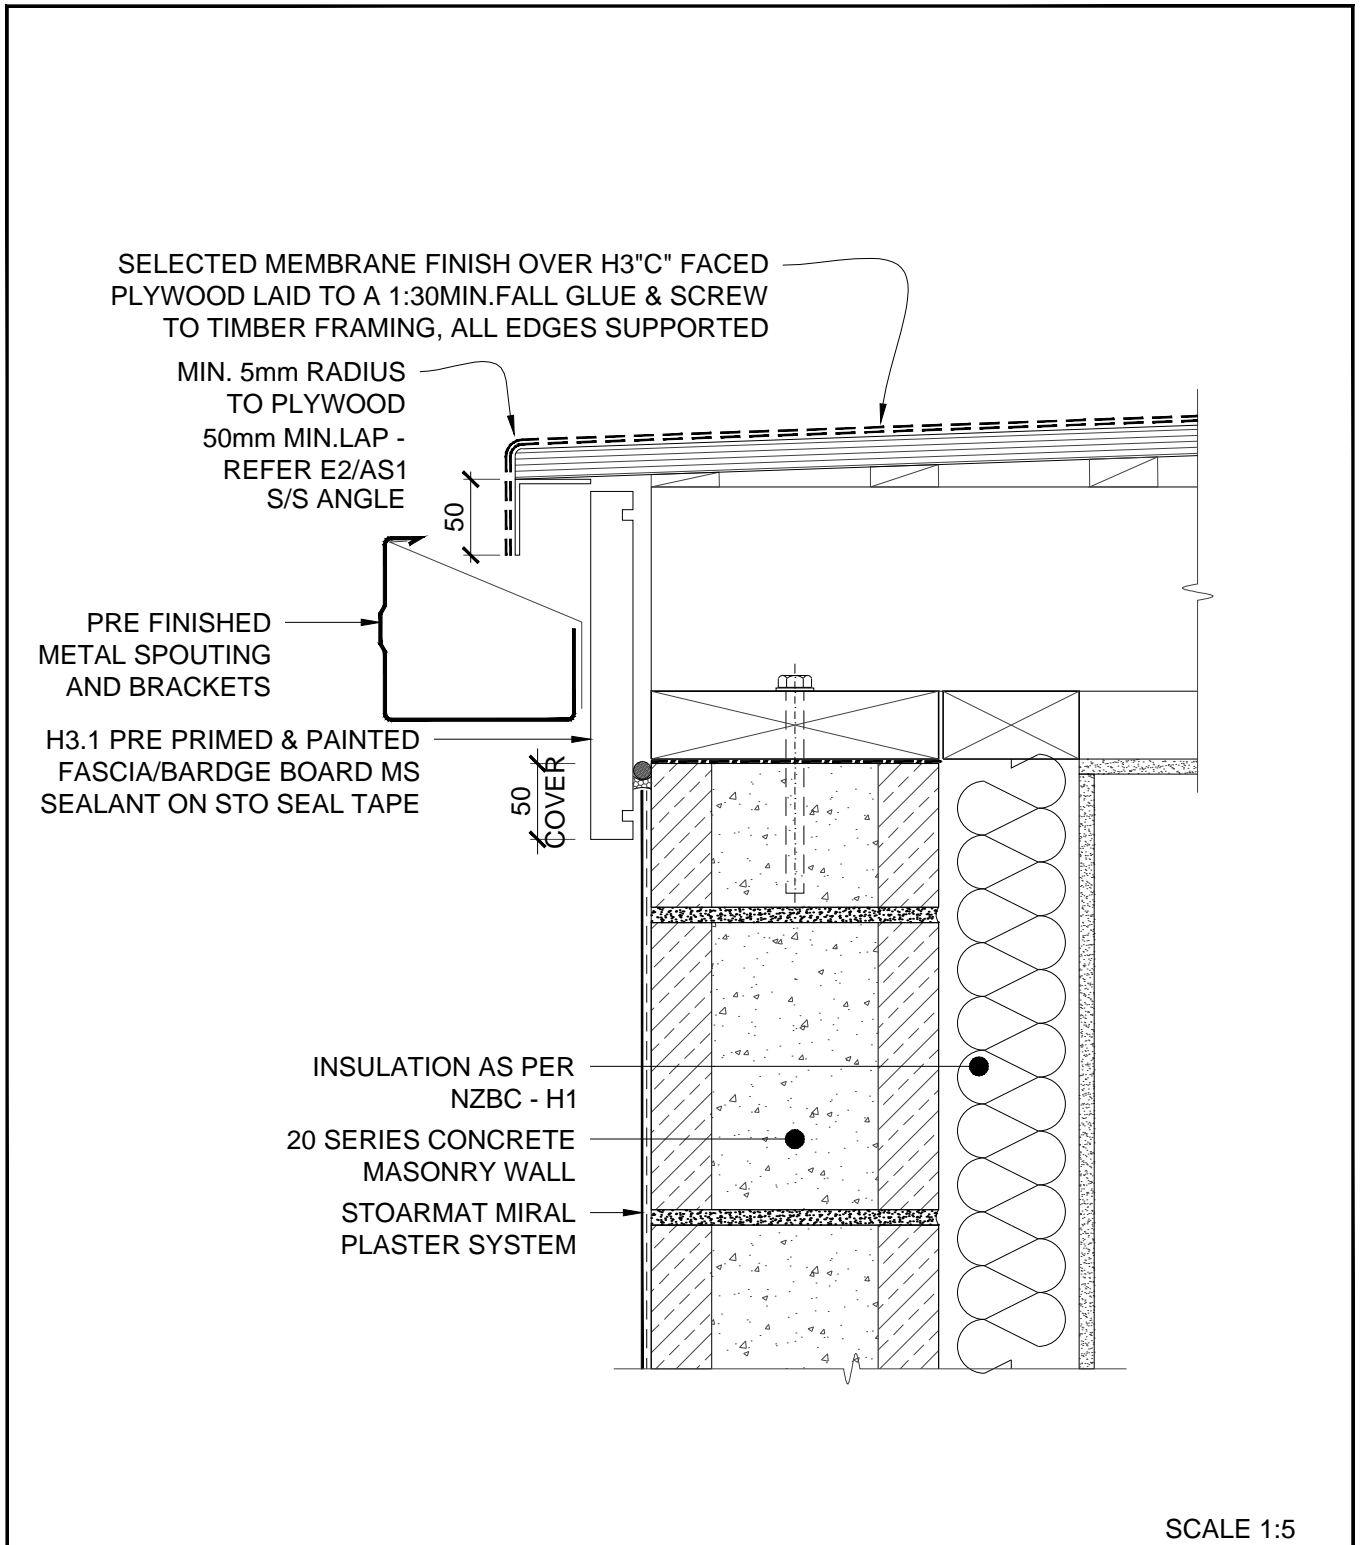 SELECTED MEMBRANE FINISH OVER H3"C" FACED
PLYWOOD LAID TO A 1:30MIN.FALL GLUE & SCREW
TO TIMBER FRAMING, ALL EDGES SUPPORTED
MIN. 5mm RADIUS
TO PLYWOOD
50mm MIN.LAP -
REFER E2/AS1
S/S ANGLE
50
PRE FINISHED
METAL SPOUTING
AND BRACKETS
H3.1 PRE PRIMED & PAINTED
FASCIA/BARDGE BOARD MS
SEALANT ON STO SEAL TAPE
50
COVER
INSULATION AS PER
NZBC - H1
20 SERIES CONCRETE
MASONRY WALL
STOARMAT MIRAL
PLASTER SYSTEM
SCALE 1:5